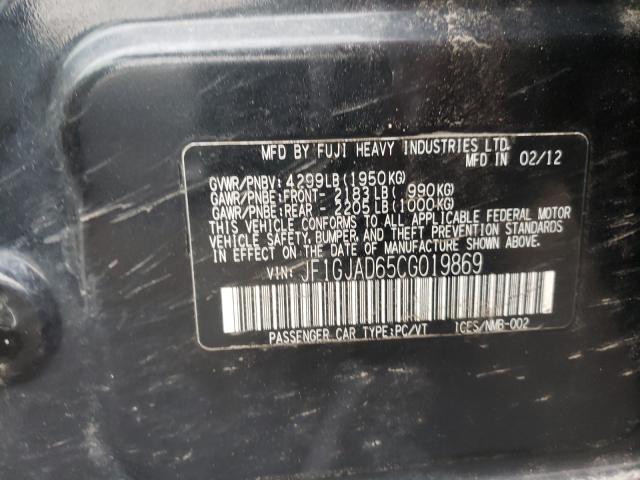 MFD BY FUJI HEAVY INDUSTRIES LTD.
MFD IN 02/12
GVWR/PNBV: 4299LB(1950KG)
GAWR/PNBE:FRONT- 2183LB( 990KG)
GAWR/PNBE:REAR - 2205LB(1000KG)
THIS VEHICLE CONFORMS TO ALL APPLICABLE FEDERAL MOTOR
VEHICLE SAFETY, BUMPER, AND THEFT PREVENTION STANDARDS
IN EFFECT ON THE DATE OF MANUFACTURE SHOWN ABOVE.
VIN: JF1GJAD65CG019869
PASSENGER CAR TYPE:PC/VT ICES/NMB-002